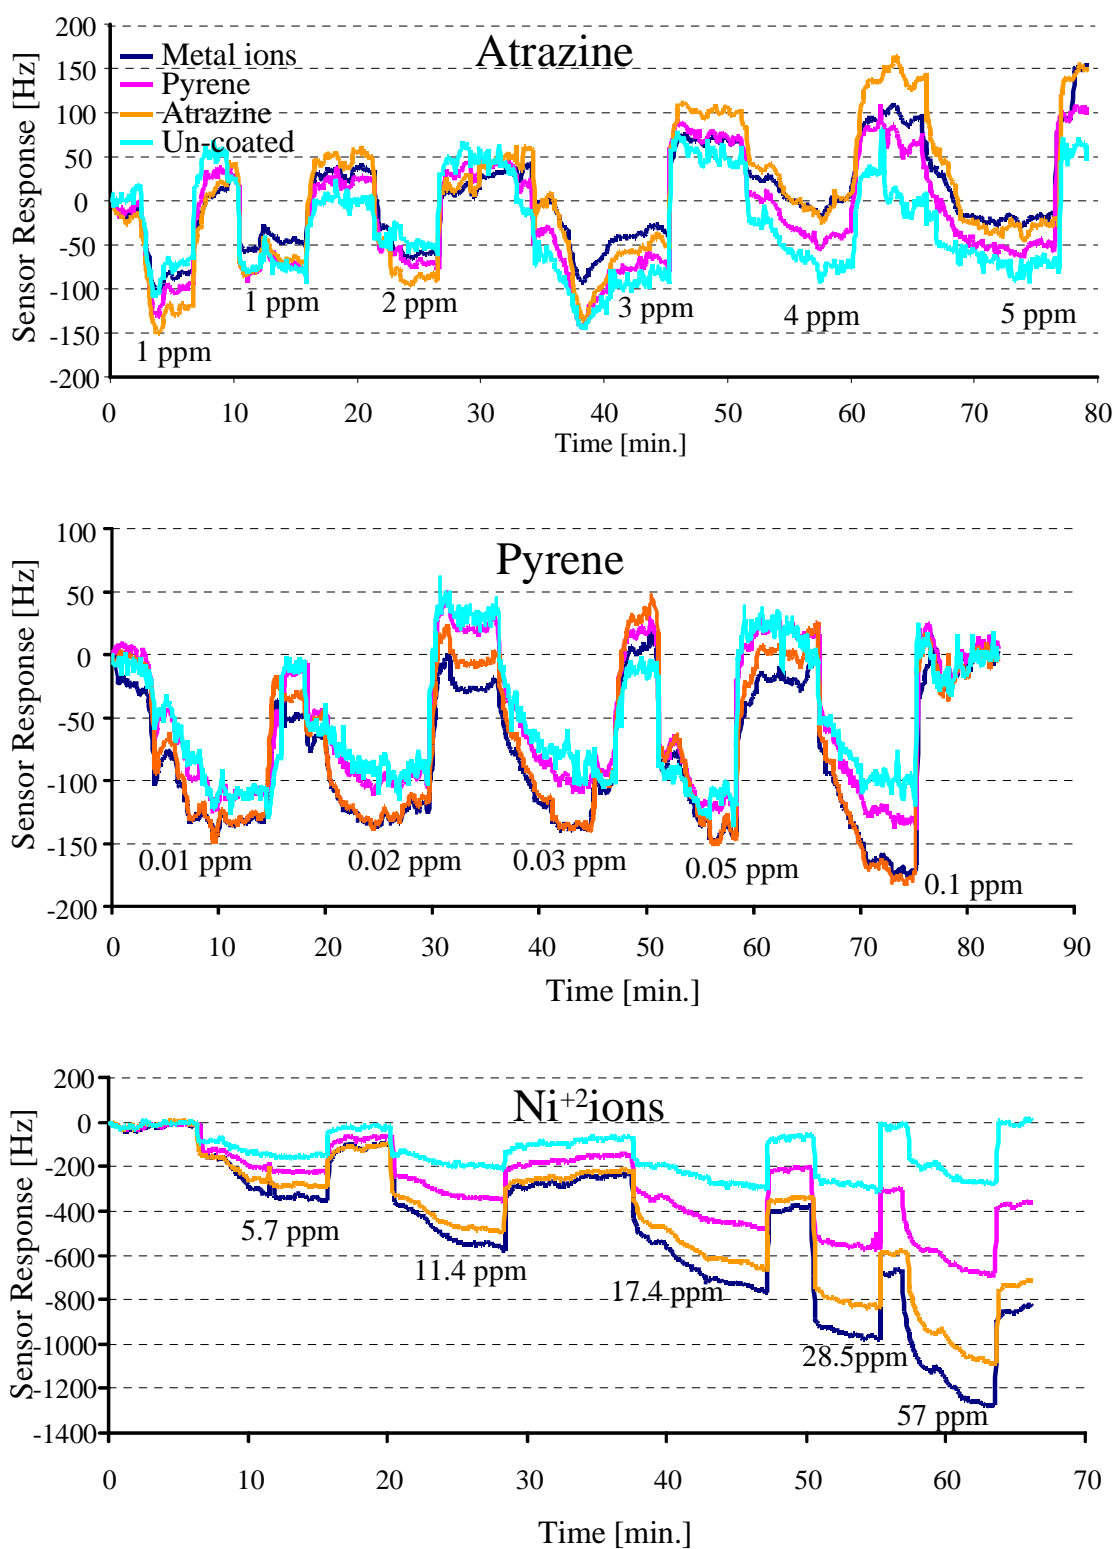 Atrazine
Metal ions
Pyrene
Atrazine
Un-coated
Sensor Response [Hz]
200
150
100
50
0
-50
-100
-150
-200
1 ppm
1 ppm
2 ppm
3 ppm
4 ppm
5 ppm
0 10 20 30 40 50 60 70 80
Time [min.]
Pyrene
Sensor Response [Hz]
100
50
0
-50
-100
-150
-200
0.01 ppm
0.02 ppm
0.03 ppm
0.05 ppm
0.1 ppm
0 10 20 30 40 50 60 70 80 90
Time [min.]
Ni+2ions
Sensor Response [Hz]
200
0
-200
-400
-600
-800
-1000
-1200
-1400
5.7 ppm
11.4 ppm
17.4 ppm
28.5ppm
57 ppm
0 10 20 30 40 50 60 70
Time [min.]